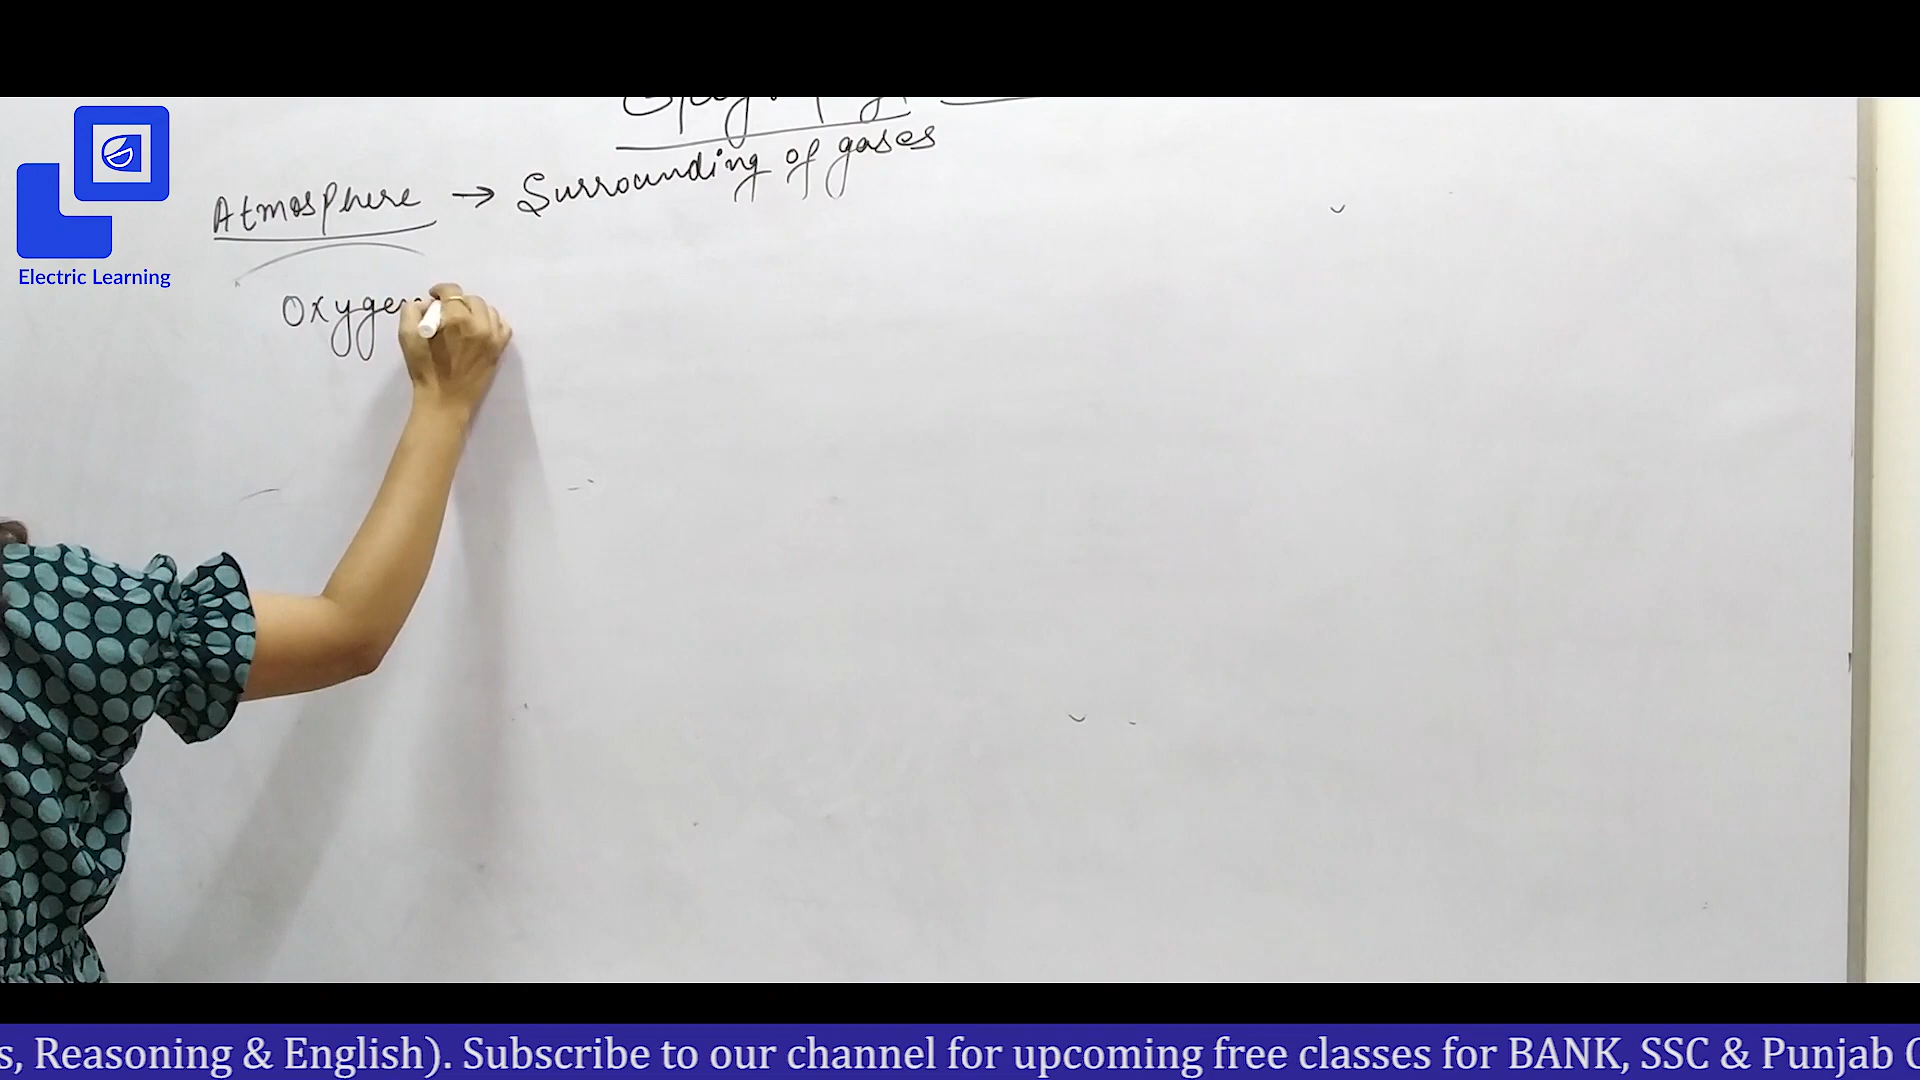 Atmosphere → Surrounding of gases
Oxygen
Electric Learning
s, Reasoning & English). Subscribe to our channel for upcoming free classes for BANK, SSC & Punjab